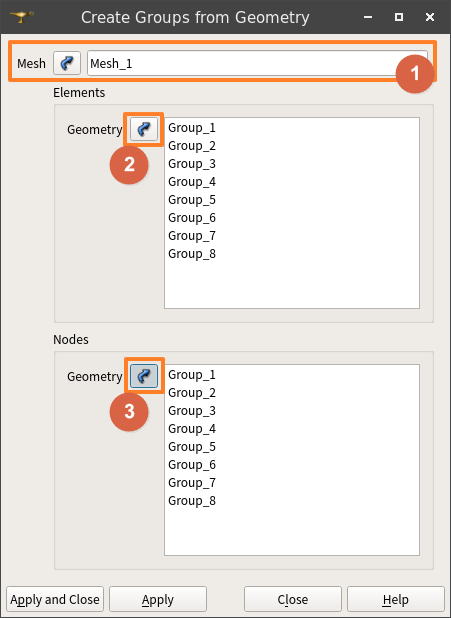 Create Groups from Geometry
Mesh Mesh_1
1
Elements
Geometry
2
Group_1
Group_2
Group_3
Group_4
Group_5
Group_6
Group_7
Group_8
Nodes
Geometry
3
Group_1
Group_2
Group_3
Group_4
Group_5
Group_6
Group_7
Group_8
Apply and Close Apply Close Help